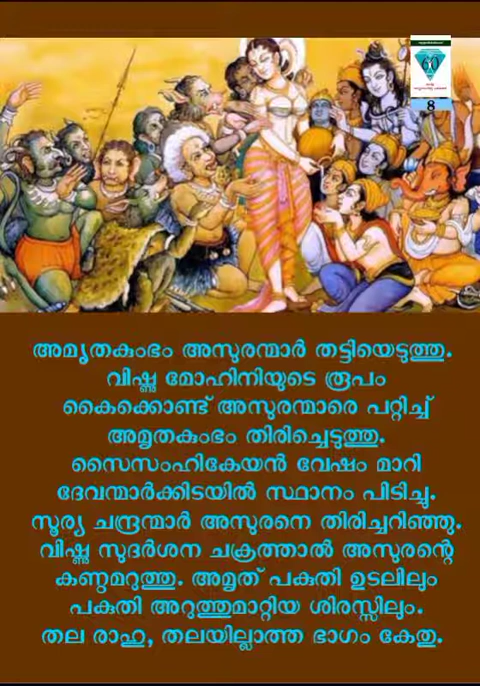 8
അമൃതകുംഭം അസുരന്മാർ തട്ടിയെടുത്തു.
വിഷ്ണു മോഹിനിയുടെ രൂപം
കൈക്കൊണ്ട് അസുരന്മാരെ പറ്റിച്ച്
അമൃതകുംഭം തിരിച്ചെടുത്തു.
സൈസംഹികേയൻ വേഷം മാറി
ദേവന്മാർക്കിടയിൽ സ്ഥാനം പിടിച്ചു.
സൂര്യ ചന്ദ്രന്മാർ അസുരനെ തിരിച്ചറിഞ്ഞു.
വിഷ്ണു സുദർശന ചക്രത്താൽ അസുരന്റെ
കണ്ഠമറുത്തു. അമൃത് പകുതി ഉടലിലും
പകുതി അറുത്തുമാറ്റിയ ശിരസ്സിലും.
തല രാഹു, തലയില്ലാത്ത ഭാഗം കേതു.